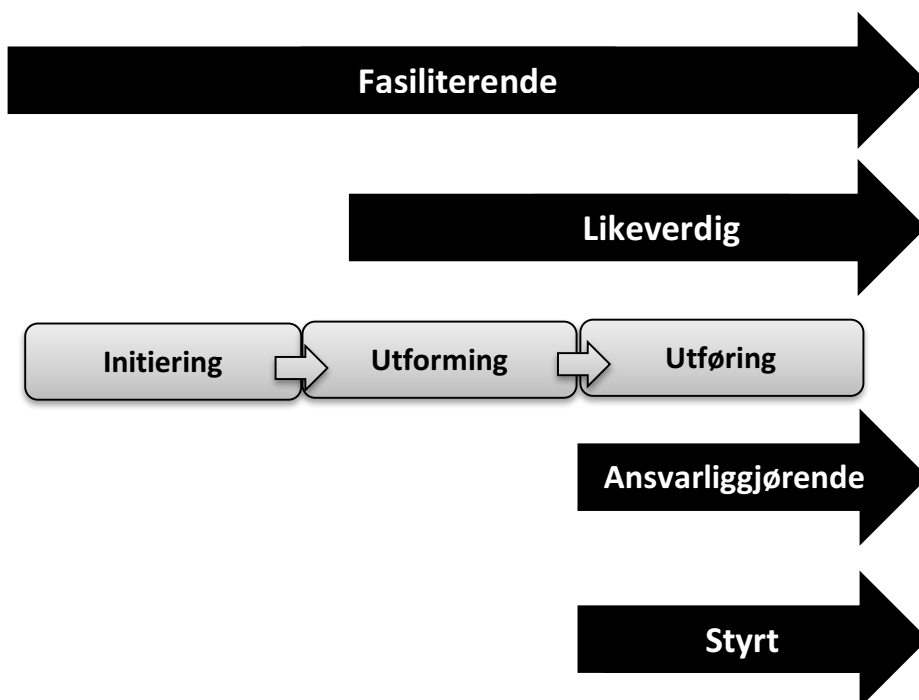 Fasiliterende
Likeverdig
Initiering
Utforming
Utføring
Ansvarliggjørende
Styrt